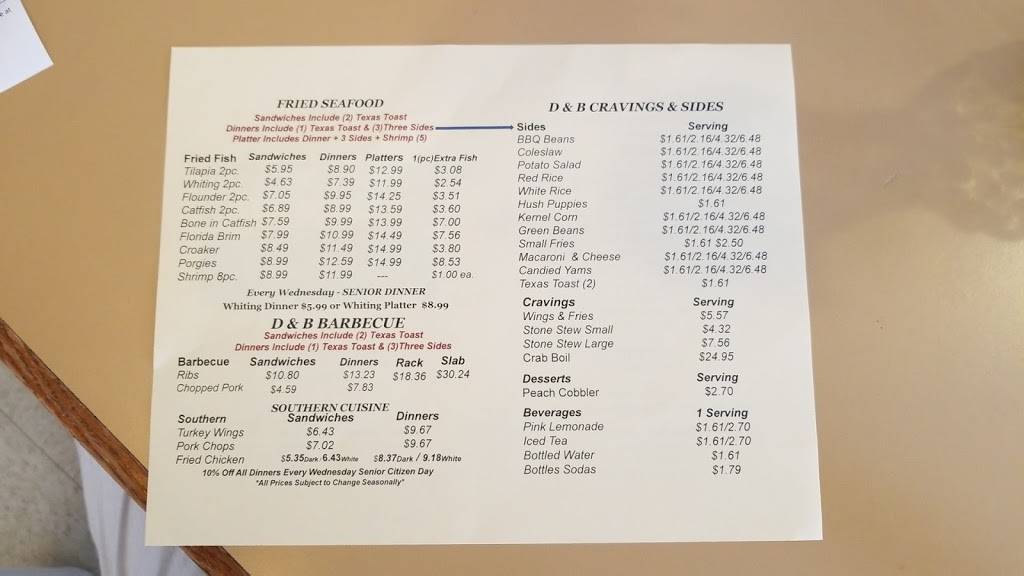 FRIED SEAFOOD
Sandwiches Include (2) Texas Toast
Dinners Include (1) Texas Toast & (3)Three Sides
Platter Includes Dinner + 3 Sides + Shrimp (5)
Fried Fish Sandwiches Dinners Platters 1(pc)Extra Fish
Tilapia 2pc. $5.95 $8.90 $12.99 $3.08
Whiting 2pc. $4.63 $7.39 $11.99 $2.54
Flounder 2pc. $7.05 $9.95 $14.25 $3.51
Catfish 2pc. $6.89 $8.99 $13.59 $3.60
Bone in Catfish $7.59 $9.99 $13.99 $7.00
Florida Brim $7.99 $10.99 $14.49 $7.56
Croaker $8.49 $11.49 $14.99 $3.80
Porgies $8.99 $12.59 $14.99 $8.53
Shrimp 8pc. $8.99 $11.99 --- $1.00 ea.
Every Wednesday - SENIOR DINNER
Whiting Dinner $5.99 or Whiting Platter $8.99
D & B BARBECUE
Sandwiches Include (2) Texas Toast
Dinners Include (1) Texas Toast & (3)Three Sides
Barbecue Sandwiches Dinners Rack Slab
Ribs $10.80 $13.23 $18.36 $30.24
Chopped Pork $4.59 $7.83
SOUTHERN CUISINE
Southern Sandwiches Dinners
Turkey Wings $6.43 $9.67
Pork Chops $7.02 $9.67
Fried Chicken $5.35Dark / 6.43White $8.37Dark / 9.18White
10% Off All Dinners Every Wednesday Senior Citizen Day
"All Prices Subject to Change Seasonally"
D & B CRAVINGS & SIDES
Sides Serving
BBQ Beans $1.61/2.16/4.32/6.48
Coleslaw $1.61/2.16/4.32/6.48
Potato Salad $1.61/2.16/4.32/6.48
Red Rice $1.61/2.16/4.32/6.48
White Rice $1.61/2.16/4.32/6.48
Hush Puppies $1.61
Kernel Corn $1.61/2.16/4.32/6.48
Green Beans $1.61/2.16/4.32/6.48
Small Fries $1.61 $2.50
Macaroni & Cheese $1.61/2.16/4.32/6.48
Candied Yams $1.61/2.16/4.32/6.48
Texas Toast (2) $1.61
Cravings Serving
Wings & Fries $5.57
Stone Stew Small $4.32
Stone Stew Large $7.56
Crab Boil $24.95
Desserts Serving
Peach Cobbler $2.70
Beverages 1 Serving
Pink Lemonade $1.61/2.70
Iced Tea $1.61/2.70
Bottled Water $1.61
Bottles Sodas $1.79